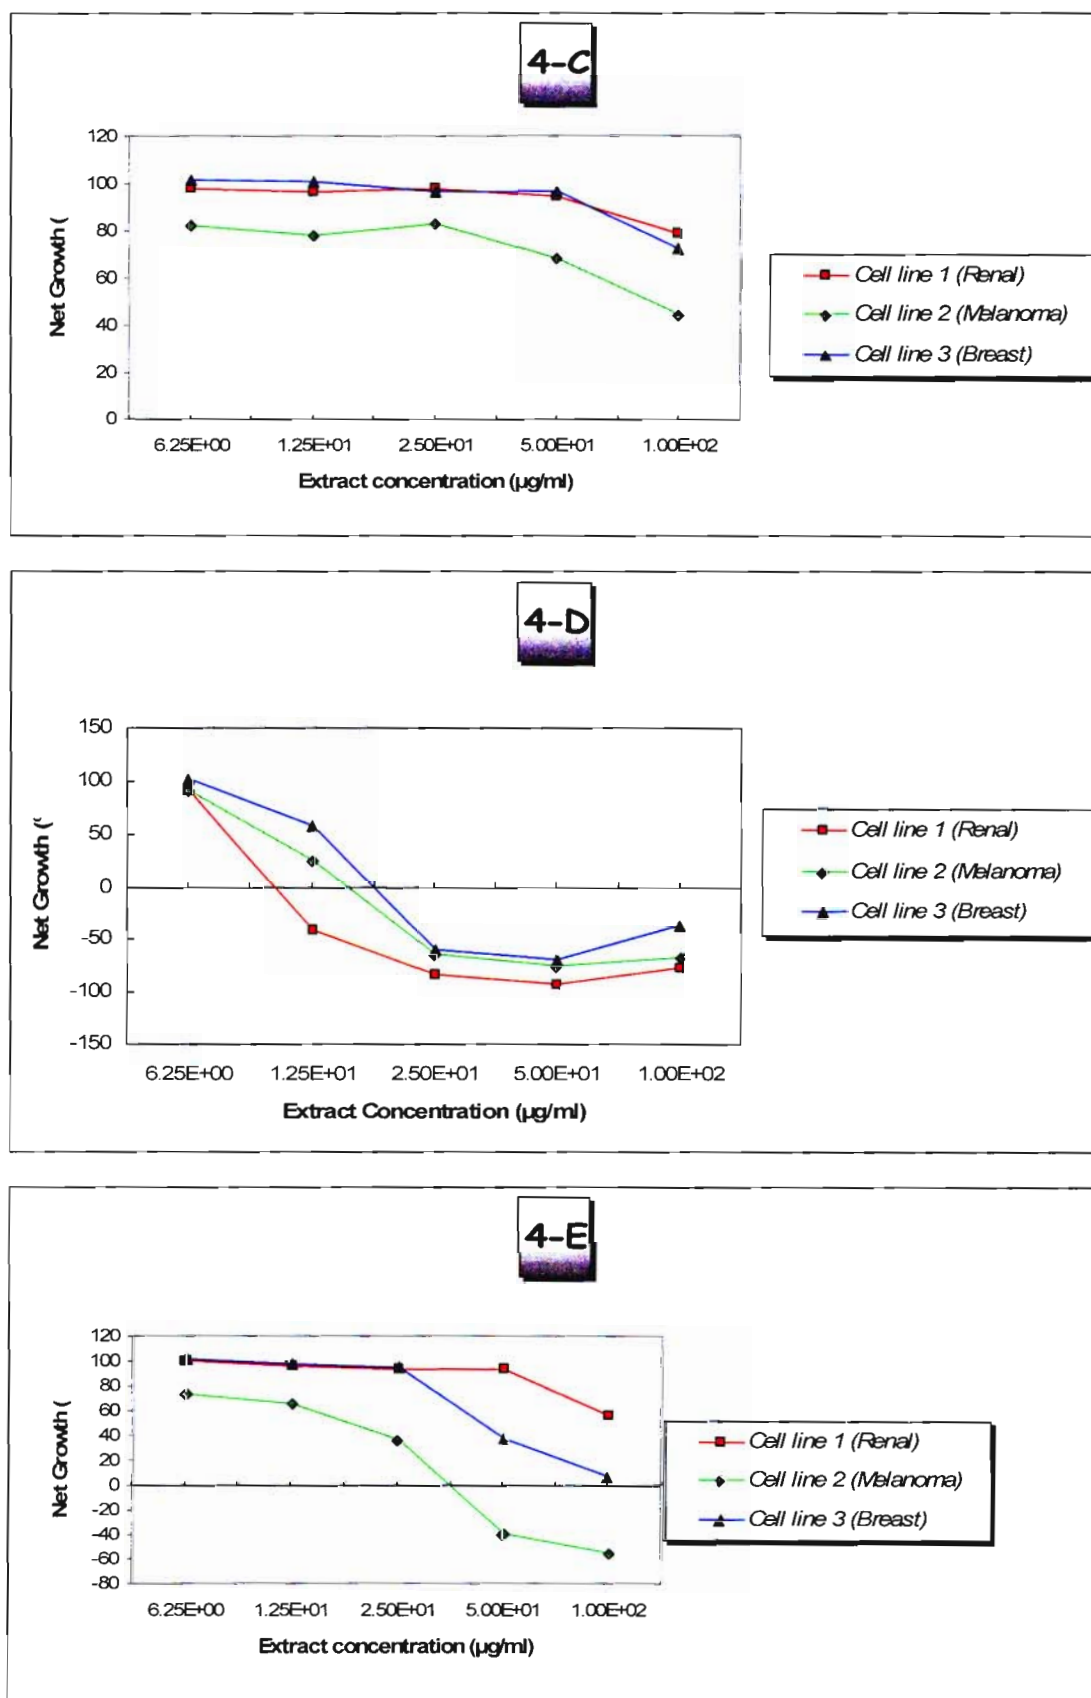 4-C
120
100
80
60
40
20
0
Net Growth (
6.25E+00 1.25E+01 2.50E+01 5.00E+01 1.00E+02
Extract concentration (µg/ml)
Cell line 1 (Renal)
Cell line 2 (Melanoma)
Cell line 3 (Breast)
4-D
150
100
50
0
-50
-100
-150
Net Growth (‘
6.25E+00 1.25E+01 2.50E+01 5.00E+01 1.00E+02
Extract Concentration (µg/ml)
Cell line 1 (Renal)
Cell line 2 (Melanoma)
Cell line 3 (Breast)
4-E
120
100
80
60
40
20
0
-20
-40
-60
-80
Net Growth (
6.25E+00 1.25E+01 2.50E+01 5.00E+01 1.00E+02
Extract concentration (µg/ml)
Cell line 1 (Renal)
Cell line 2 (Melanoma)
Cell line 3 (Breast)